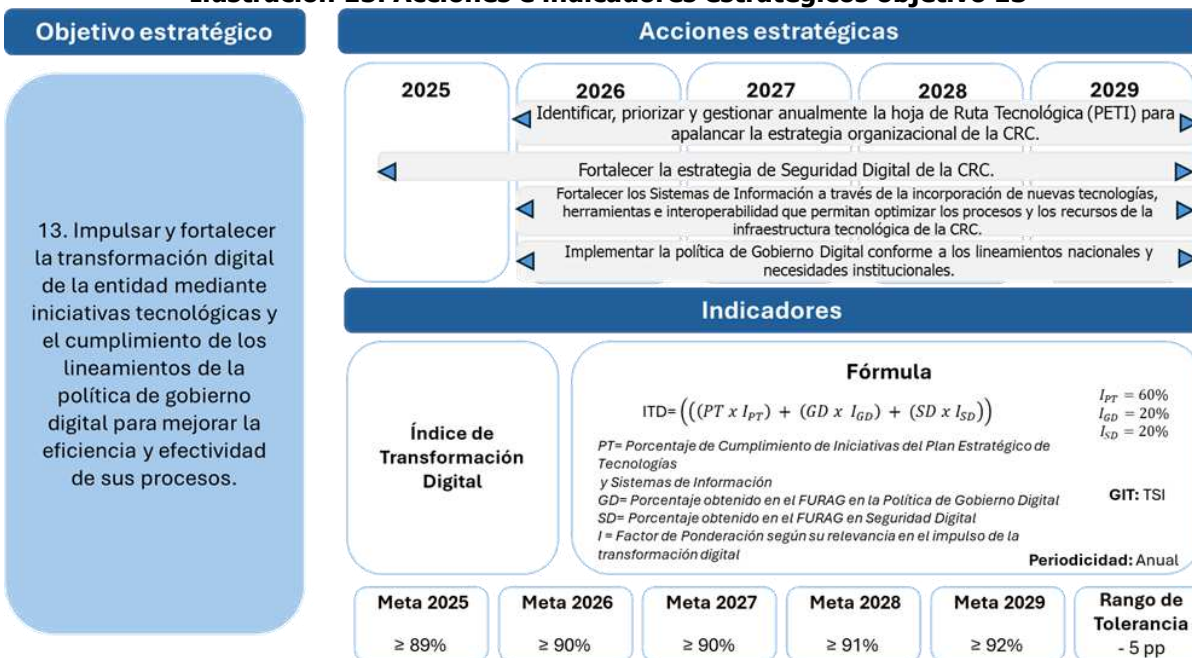 Ilustración 13. Acciones e indicadores estratégicos objetivo 13
Objetivo estratégico
Acciones estratégicas
13. Impulsar y fortalecer
la transformación digital
de la entidad mediante
iniciativas tecnológicas y
el cumplimiento de los
lineamientos de la
política de gobierno
digital para mejorar la
eficiencia y efectividad
de sus procesos.
2025 2026 2027 2028 2029
Identificar, priorizar y gestionar anualmente la hoja de Ruta Tecnológica (PETI) para
apalancar la estrategia organizacional de la CRC.
Fortalecer la estrategia de Seguridad Digital de la CRC.
Fortalecer los Sistemas de Información a través de la incorporación de nuevas tecnologías,
herramientas e interoperabilidad que permitan optimizar los procesos y los recursos de la
infraestructura tecnológica de la CRC.
Implementar la política de Gobierno Digital conforme a los lineamientos nacionales y
necesidades institucionales.
Indicadores
Índice de
Transformación
Digital
Fórmula
ITD= (((PT x I_PT) + (GD x I_GD) + (SD x I_SD))
I_PT = 60%
I_GD = 20%
I_SD = 20%
PT= Porcentaje de Cumplimiento de Iniciativas del Plan Estratégico de
Tecnologías
y Sistemas de Información
GD= Porcentaje obtenido en el FURAG en la Política de Gobierno Digital
SD= Porcentaje obtenido en el FURAG en Seguridad Digital
I = Factor de Ponderación según su relevancia en el impulso de la
transformación digital
GIT: TSI
Periodicidad: Anual
Meta 2025
≥ 89%
Meta 2026
≥ 90%
Meta 2027
≥ 90%
Meta 2028
≥ 91%
Meta 2029
≥ 92%
Rango de
Tolerancia
- 5 pp